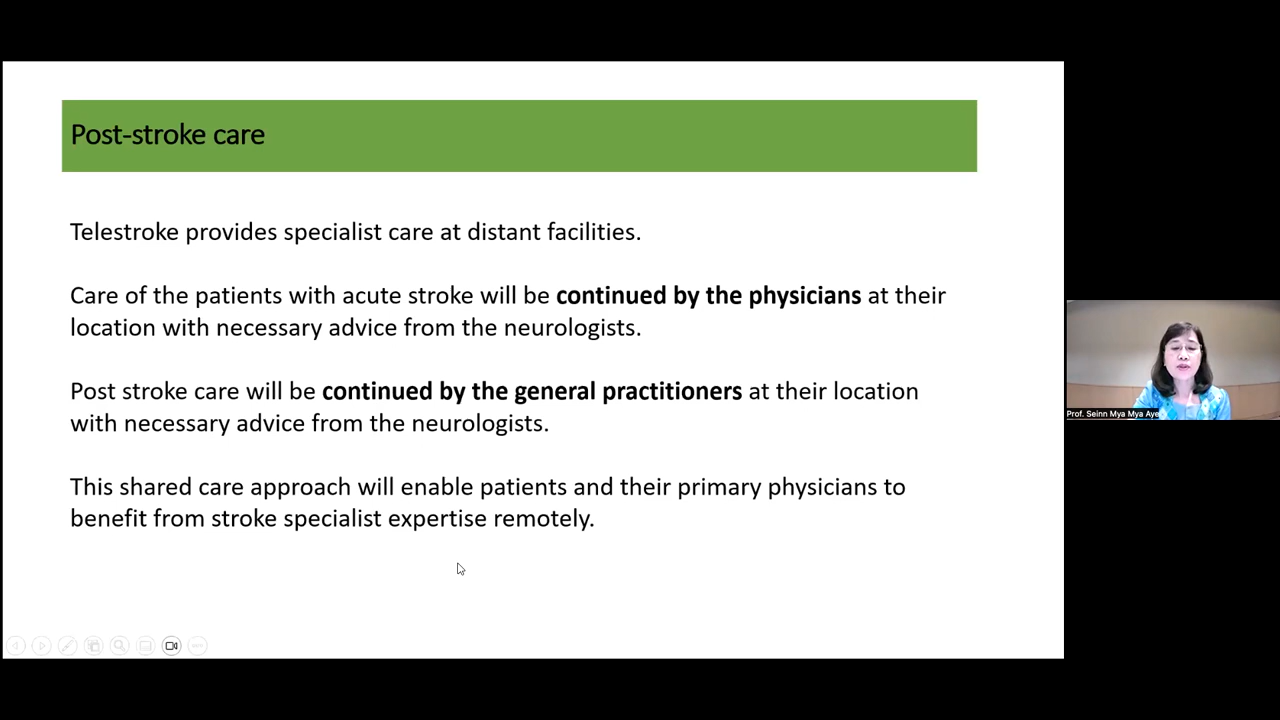 Post-stroke care
Telestroke provides specialist care at distant facilities.
Care of the patients with acute stroke will be continued by the physicians at their
location with necessary advice from the neurologists.
Post stroke care will be continued by the general practitioners at their location
with necessary advice from the neurologists.
This shared care approach will enable patients and their primary physicians to
benefit from stroke specialist expertise remotely.
Prof. Seinn Mya Mya Aye